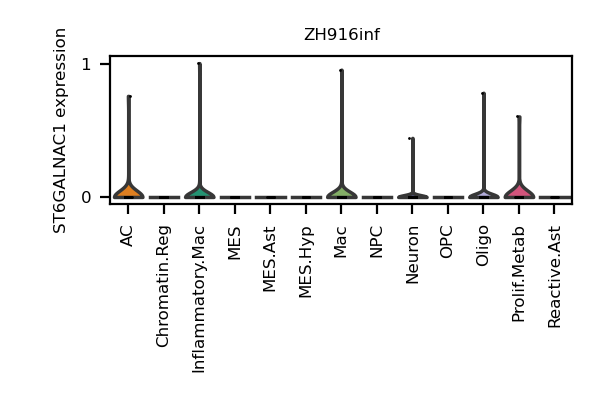 ZH916inf
ST6GALNAC1 expression
1
0
AC
Chromatin.Reg
Inflammatory.Mac
MES
MES.Ast
MES.Hyp
Mac
NPC
Neuron
OPC
Oligo
Prolif.Metab
Reactive.Ast